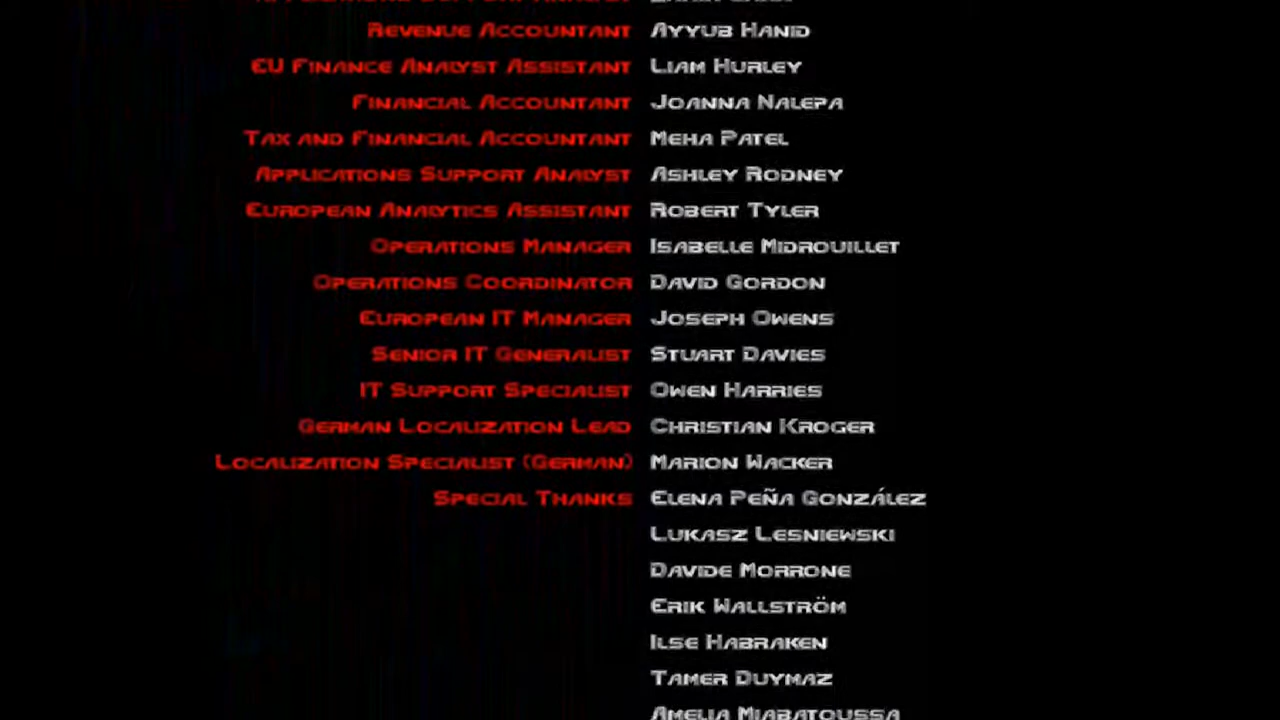 Revenue Accountant Ayyub Hanid
EU Finance Analyst Assistant Liam Hurley
Financial Accountant Joanna Nalepa
Tax and Financial Accountant Meha Patel
Applications Support Analyst Ashley Rodney
European Analytics Assistant Robert Tyler
Operations Manager Isabelle Midrouillet
Operations Coordinator David Gordon
European IT Manager Joseph Owens
Senior IT Generalist Stuart Davies
IT Support Specialist Owen Harries
German Localization Lead Christian Kroger
Localization Specialist (German) Marion Wacker
Special Thanks Elena Peña González
Lukasz Lesniewski
Davide Morrone
Erik Wallström
Ilse Habraken
Tamer Duymaz
Amelia Miabatoussa